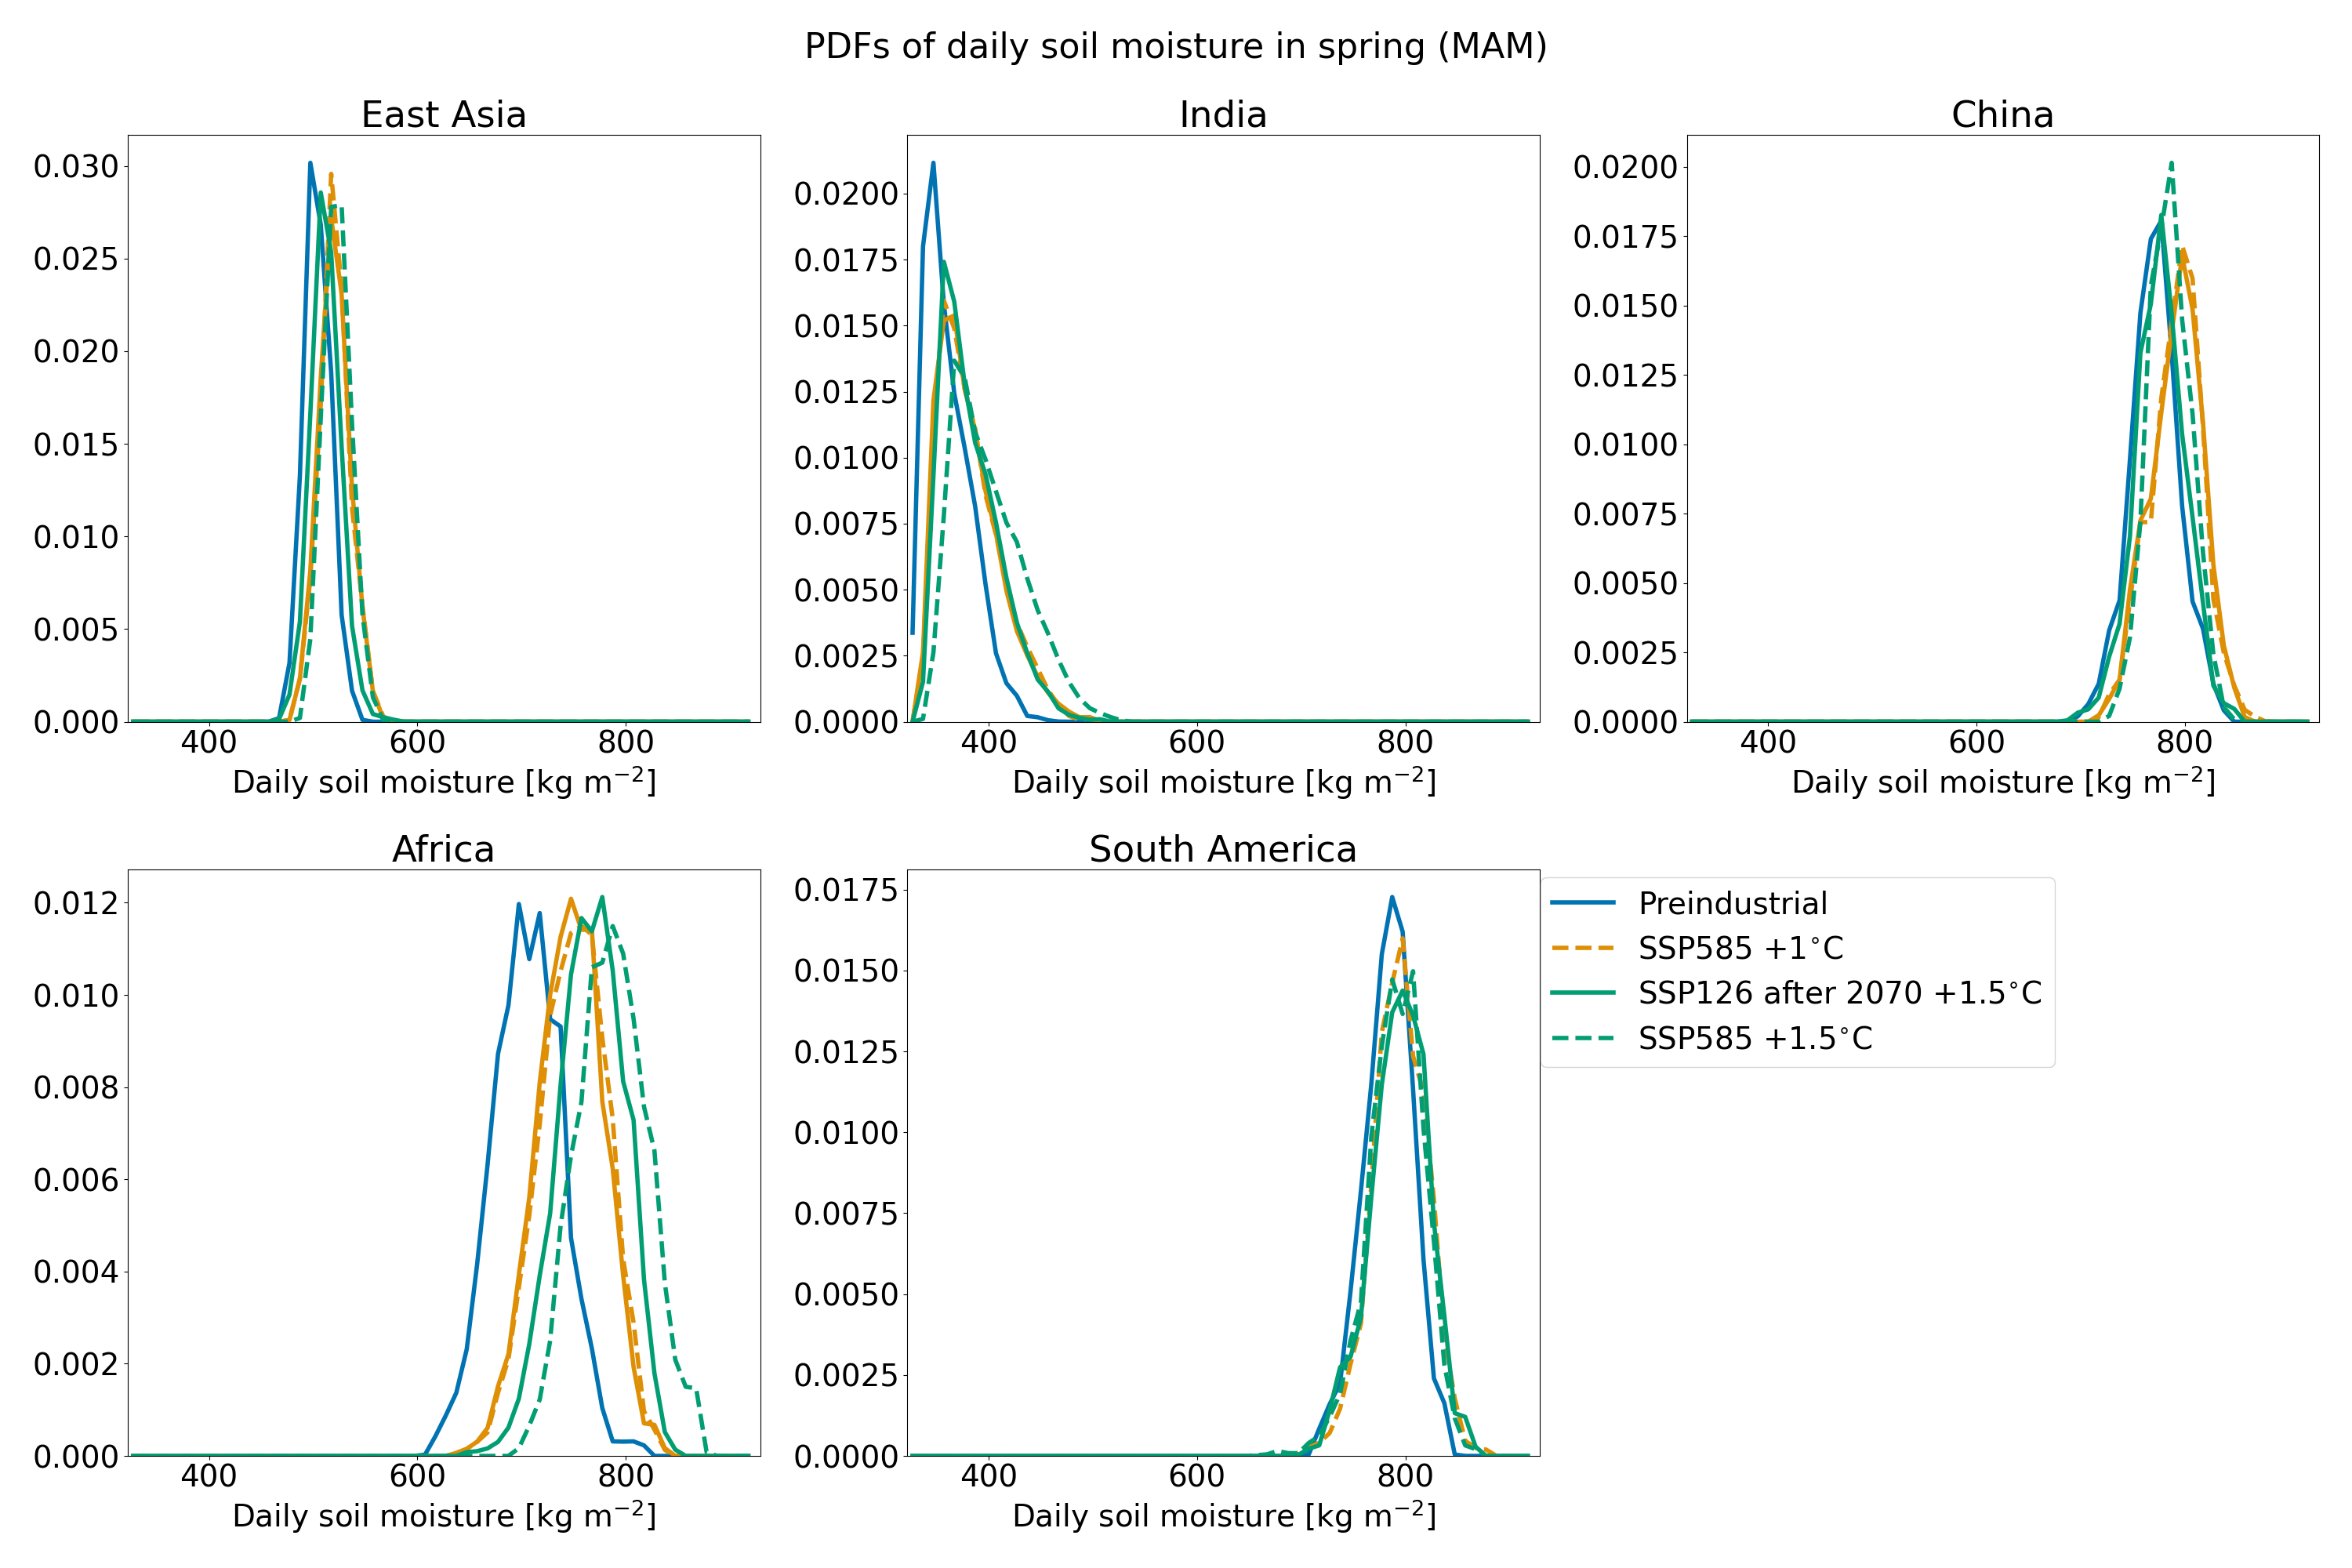 PDFs of daily soil moisture in spring (MAM)
East Asia
0.030
0.025
0.020
0.015
0.010
0.005
0.000
400 600 800
Daily soil moisture [kg m⁻²]
India
0.0200
0.0175
0.0150
0.0125
0.0100
0.0075
0.0050
0.0025
0.0000
400 600 800
Daily soil moisture [kg m⁻²]
China
0.0200
0.0175
0.0150
0.0125
0.0100
0.0075
0.0050
0.0025
0.0000
400 600 800
Daily soil moisture [kg m⁻²]
Africa
0.012
0.010
0.008
0.006
0.004
0.002
0.000
400 600 800
Daily soil moisture [kg m⁻²]
South America
0.0175
0.0150
0.0125
0.0100
0.0075
0.0050
0.0025
0.0000
400 600 800
Daily soil moisture [kg m⁻²]
Preindustrial
SSP585 +1°C
SSP126 after 2070 +1.5°C
SSP585 +1.5°C